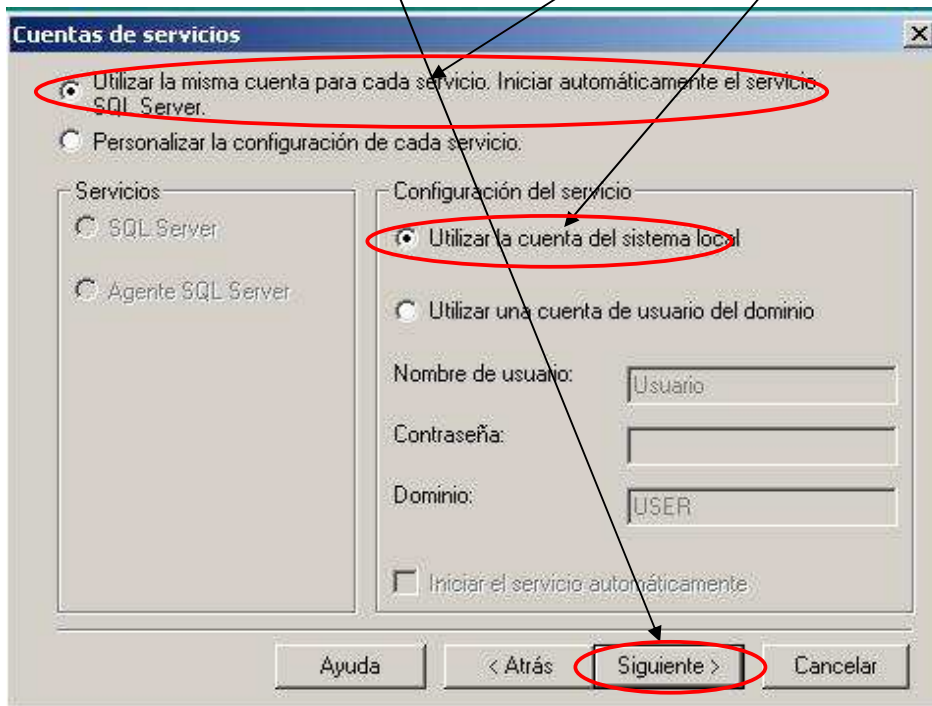 Cuentas de servicios
Utilizar la misma cuenta para cada servicio. Iniciar automáticamente el servicio
SQL Server.
Personalizar la configuración de cada servicio.
Servicios
SQL Server
Agente SQL Server
Configuración del servicio
Utilizar la cuenta del sistema local
Utilizar una cuenta de usuario del dominio
Nombre de usuario:
Usuario
Contraseña:
Dominio:
USER
Iniciar el servicio automáticamente
Ayuda
< Atrás
Siguiente >
Cancelar